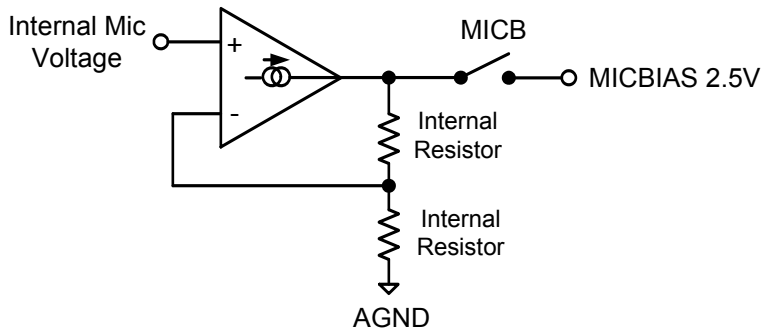 Internal Mic
Voltage
+
-
MICB
MICBIAS 2.5V
Internal
Resistor
Internal
Resistor
AGND